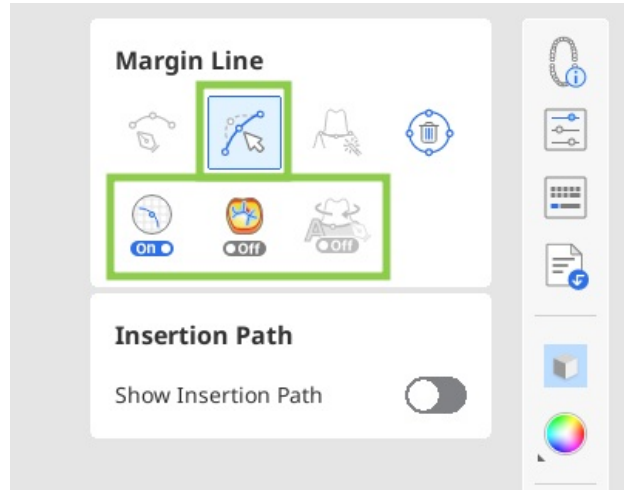 Margin Line
On
Off
Off
Insertion Path
Show Insertion Path